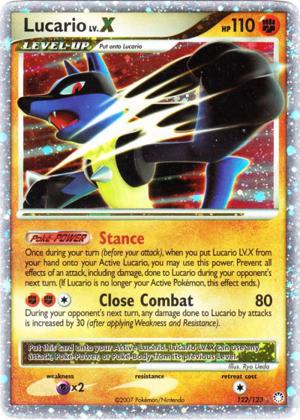 Lucario LV.X HP 110
LEVEL-UP Put onto Lucario
Poké-POWER Stance
Once during your turn (before your attack), when you put Lucario LV.X from
your hand onto your Active Lucario, you may use this power. Prevent all
effects of an attack, including damage, done to Lucario during your opponent's
next turn. (If Lucario is no longer your Active Pokémon, this effect ends.)
Close Combat 80
During your opponent's next turn, any damage done to Lucario by attacks
is increased by 30 (after applying Weakness and Resistance).
Put this card onto your Active Lucario. Lucario LV.X can use any
attack, Poké-Power, or Poké-Body from its previous Level.
Illus. Ryo Ueda
weakness resistance retreat cost
×2
©2007 Pokémon/Nintendo 122/123